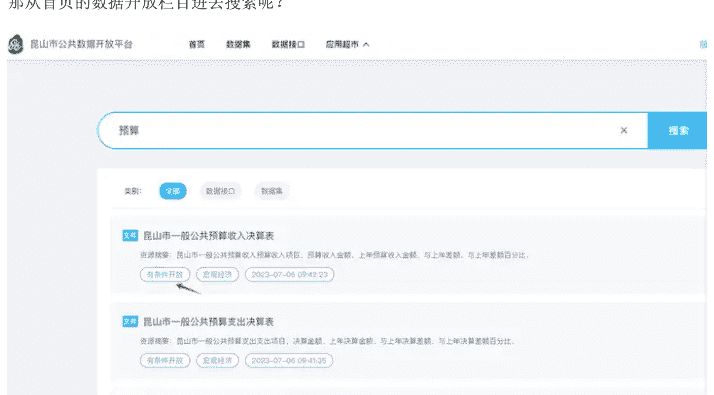 那从首页的数据开放栏目进去搜索呢?
昆山市公共数据开放平台 首页 数据集 数据接口 应用超市
预算 × 搜索
类别: 全部 数据接口 数据集
文件 昆山市一般公共预算收入决算表
资源摘要: 昆山市一般公共预算收入预算收入项目、预算收入金额、上年预算收入金额、与上年差额、与上年差额百分比。
有条件开放 宏观经济 2023-07-06 09:42:23
文件 昆山市一般公共预算支出决算表
资源摘要: 昆山市一般公共预算支出支出项目、决算金额、上年决算金额、与上年决算差额、与上年决算差额百分比。
有条件开放 宏观经济 2023-07-06 09:41:35